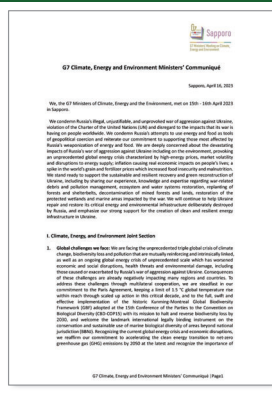 Sapporo
G7 Climate, Energy and Environment Ministers' Communiqué
Sapporo, April 16, 2023
We, the G7 Ministers of Climate, Energy and the Environment, met on 15th - 16th April 2023
in Sapporo.
We condemn Russia's illegal, unjustifiable, and unprovoked war of aggression against Ukraine,
violation of the Charter of the United Nations (UN) and disregard to the impacts that its war is
having on people worldwide. We condemn Russia's attempts to use energy and food as tools
of geopolitical coercion and reiterate our commitment to supporting those most affected by
Russia's weaponization of energy and food. We are deeply concerned about the devastating
impacts of Russia's war of aggression against Ukraine including on the environment, provoking
an unprecedented global energy crisis characterised by high-energy prices, market volatility
and disruptions to energy supply; inflation causing real economic impacts on people's lives; a
spike in the world's grain and fertilizer prices which increased food insecurity and malnutrition.
We stand ready to support the sustainable and resilient recovery and green reconstruction of
Ukraine, including by sharing our experience, knowledge and expertise regarding war-related
debris and pollution management, ecosystem and water systems restoration, replanting of
forests and shelterbelts, decontamination of mined forests and lands, restoration of the
protected wetlands and marine areas impacted by the war. We will continue to help Ukraine
repair and restore its critical energy and environmental infrastructure deliberately destroyed
by Russia, and emphasize our strong support for the creation of clean and resilient energy
infrastructure in Ukraine.
I. Climate, Energy, and Environment Joint Section
1. Global challenges we face: We are facing the unprecedented triple global crisis of climate
change, biodiversity loss and pollution that are mutually reinforcing and intrinsically linked,
as well as an ongoing global energy crisis of unprecedented scale which has worsened
economic and social disruptions, health threats and environmental damage, including
those caused or exacerbated by Russia's war of aggression against Ukraine. Consequences
of these challenges are already negatively impacting many regions and countries. To
address these challenges through multilateral cooperation, we are steadfast in our
commitment to the Paris Agreement, keeping a limit of 1.5 °C global temperature rise
within reach through scaled up action in this critical decade, and to the full, swift and
effective implementation of the historic Kunming-Montreal Global Biodiversity
Framework (GBF) adopted at the 15th Conference of the Parties to the Convention on
Biological Diversity (CBD-COP15) with its mission to halt and reverse biodiversity loss by
2030, and welcome the landmark international legally binding instrument on the
conservation and sustainable use of marine biological diversity of areas beyond national
jurisdiction (BBNJ). Recognizing the current global energy crisis and economic disruptions,
we reaffirm our commitment to accelerating the clean energy transition to net-zero
greenhouse gas (GHG) emissions by 2050 at the latest and recognize the importance of
G7 Climate, Energy and Environment Ministers' Communiqué |Page1